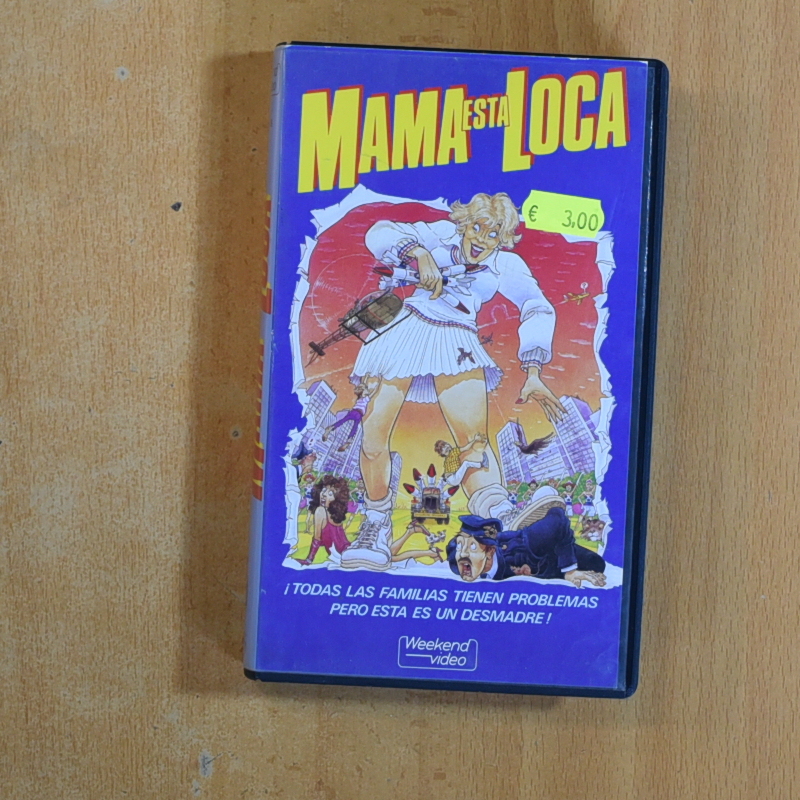 MAMA ESTA LOCA
€ 3,00
¡TODAS LAS FAMILIAS TIENEN PROBLEMAS
PERO ESTA ES UN DESMADRE!
Weekend
video